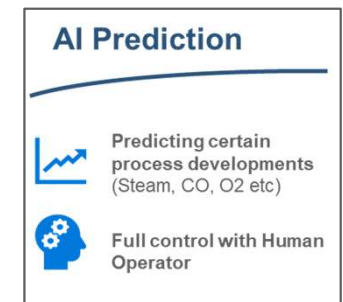 AI Prediction
Predicting certain
process developments
(Steam, CO, O2 etc)
Full control with Human
Operator